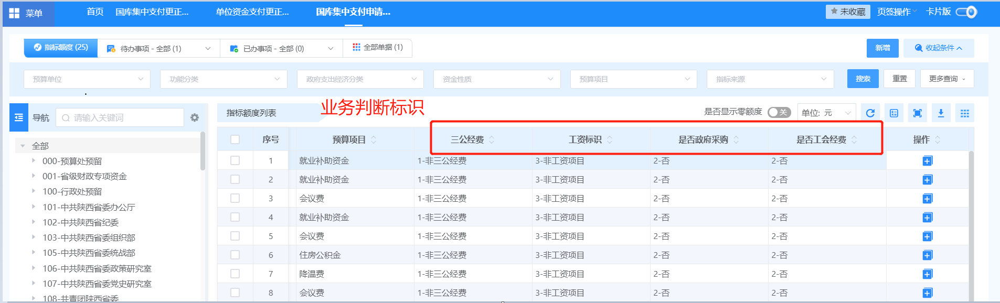 菜单 首页 国库集中支付更正... 单位资金支付更正... 国库集中支付申请... 未收藏 页签操作 卡片版
指标额度 (25) 待办事项 - 全部 (1) 已办事项 - 全部 (0) 全部单据 (1) 新增 收起条件
预算单位 功能分类 政府支出经济分类 资金性质 预算项目 指标来源 搜索 重置 更多查询
业务判断标识
导航 请输入关键词 指标额度列表 是否显示零额度 关 单位: 元
序号 预算项目 三公经费 工资标识 是否政府采购 是否工会经费 操作
1 就业补助资金 1-非三公经费 3-非工资项目 2-否 2-否
2 就业补助资金 1-非三公经费 3-非工资项目 2-否 2-否
3 会议费 1-非三公经费 3-非工资项目 2-否 2-否
4 就业补助资金 1-非三公经费 3-非工资项目 2-否 2-否
5 会议费 1-非三公经费 3-非工资项目 2-否 2-否
6 住房公积金 1-非三公经费 3-非工资项目 2-否 2-否
7 降温费 1-非三公经费 3-非工资项目 2-否 2-否
8 会议费 1-非三公经费 3-非工资项目 2-否 2-否
全部
000-预算处预留
001-省级财政专项资金
100-行政处预留
101-中共陕西省委办公厅
102-中共陕西省纪委
103-中共陕西省委组织部
105-中共陕西省委统战部
106-中共陕西省委政策研究室
107-中共陕西省委党史研究室
108-共青团陕西省委